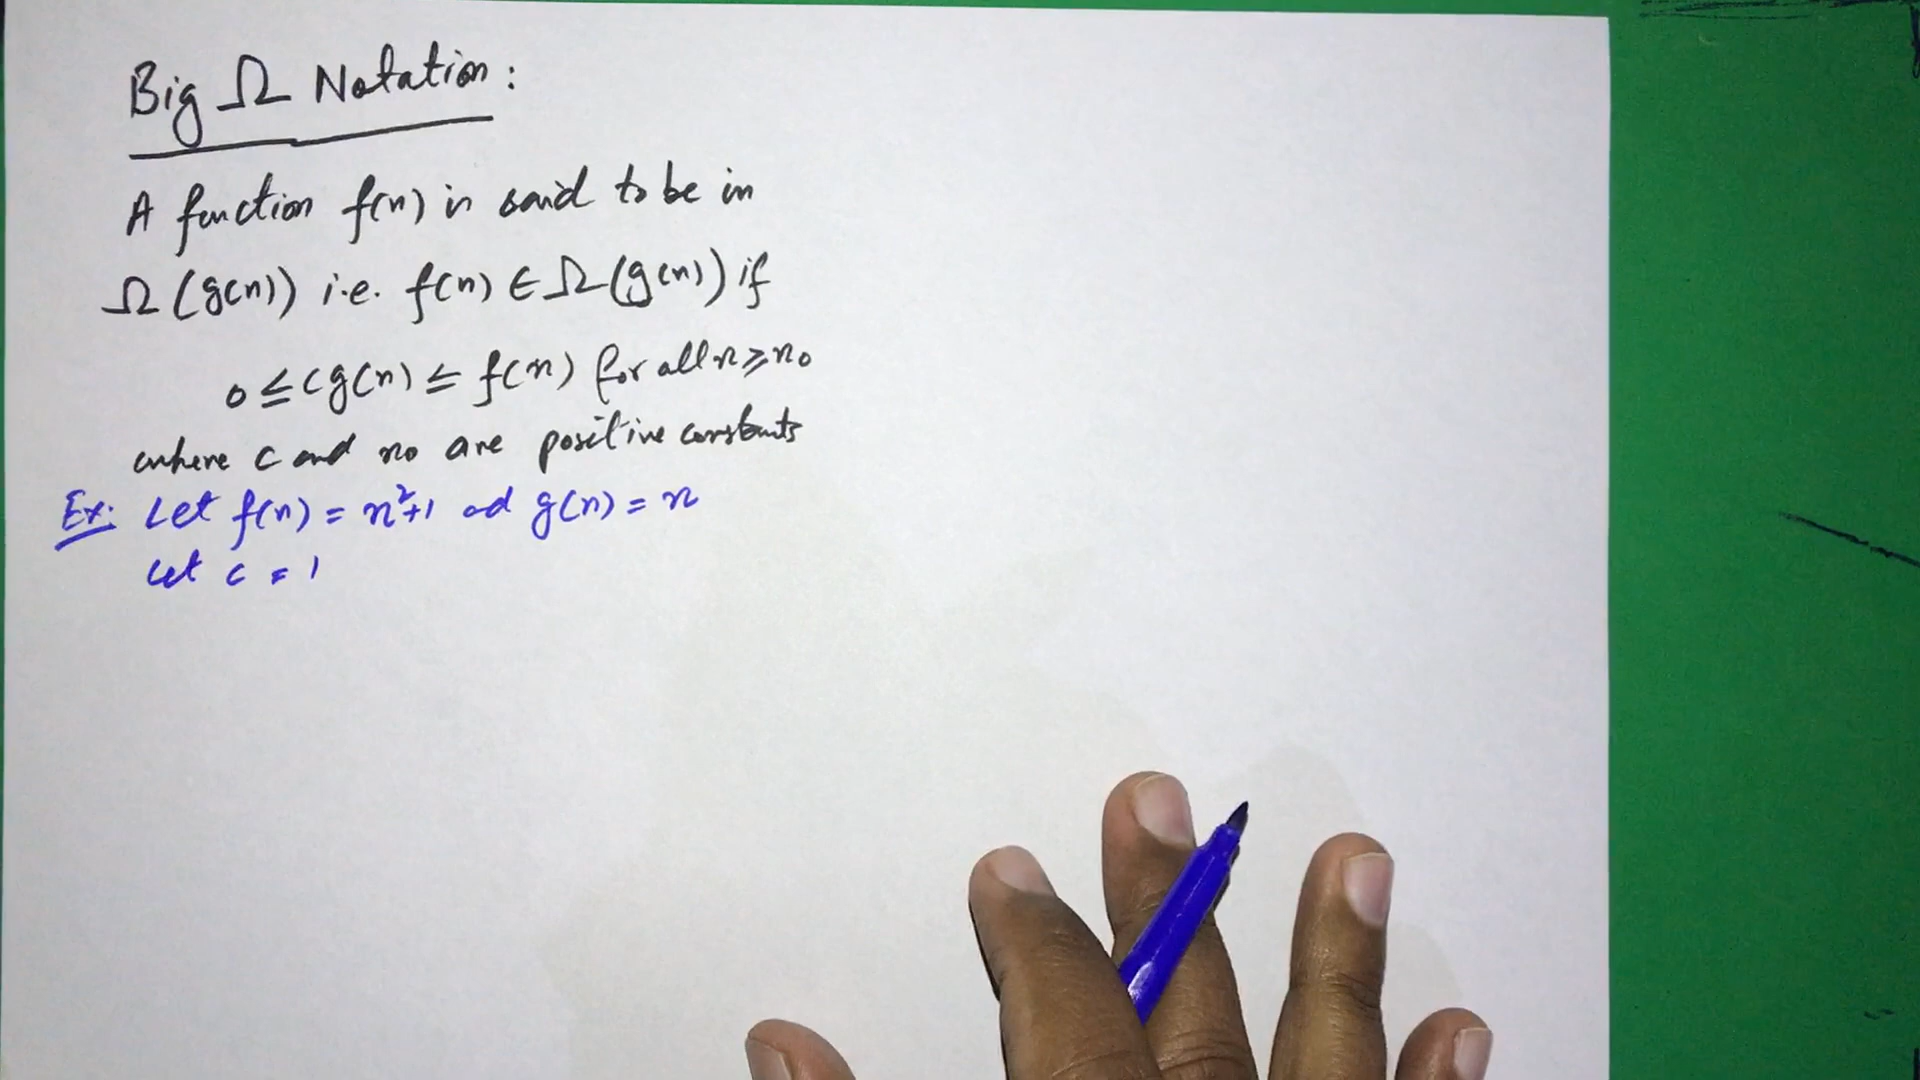 Big Ω Notation:
A function f(n) is said to be in
Ω(g(n)) i.e. f(n) ∈ Ω(g(n)) if
0 ≤ cg(n) ≤ f(n) for all n ≥ n0
where c and n0 are positive constants
Ex: Let f(n) = n²+1 ad g(n) = n
Let c = 1